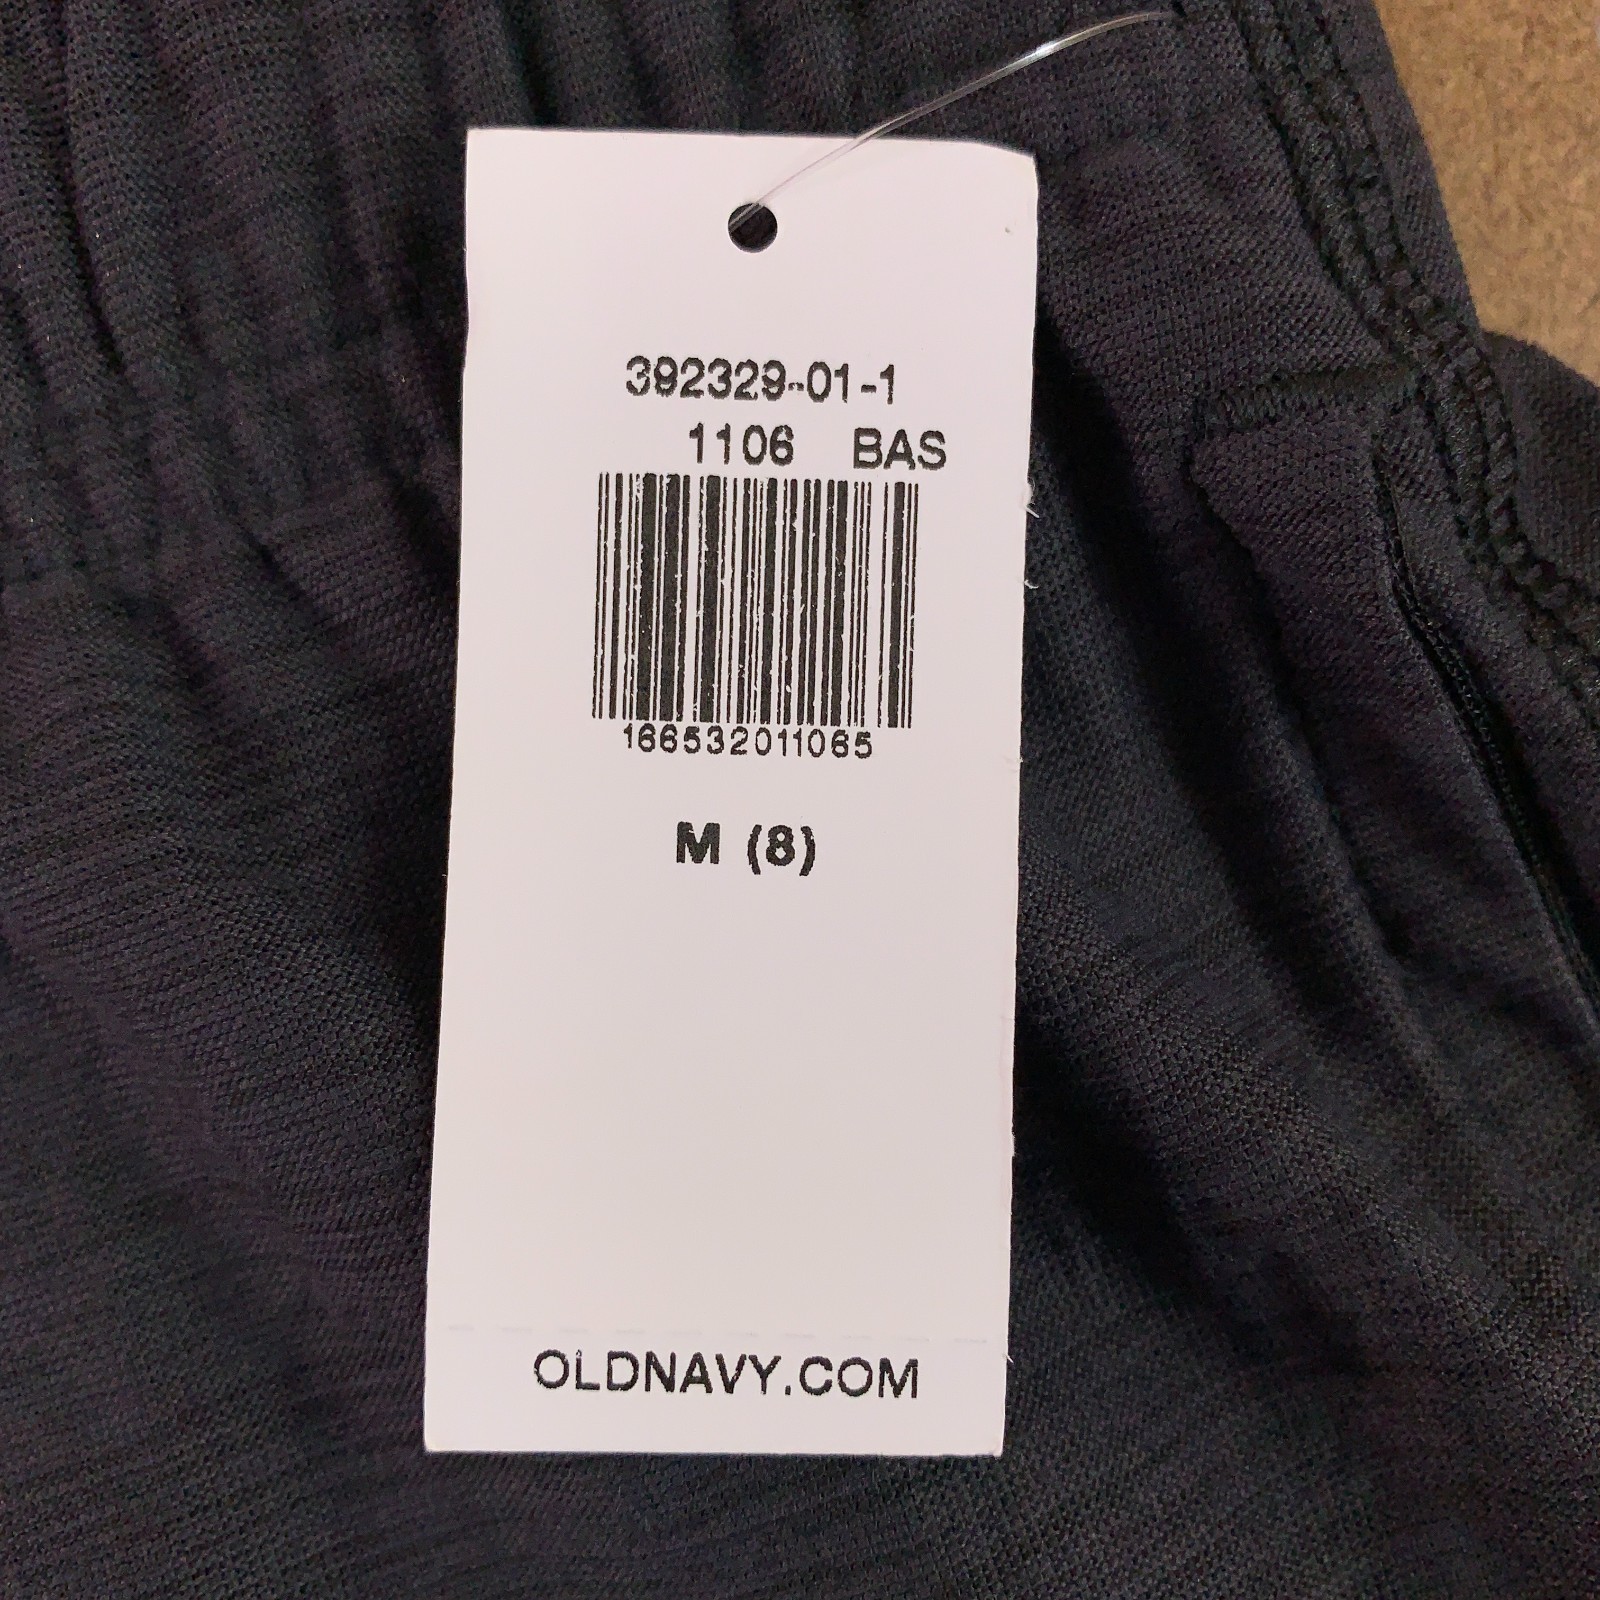 392329-01-1
1106 BAS
166532011065
M (8)
OLDNAVY.COM